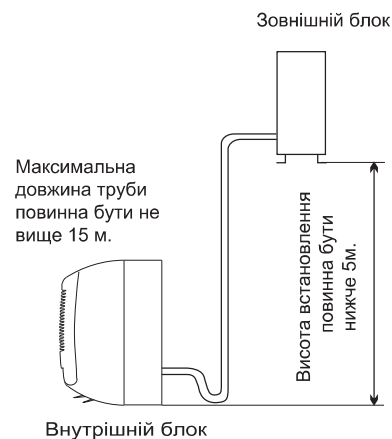 Зовнішній блок
Максимальна
довжина труби
повинна бути не
вище 15 м.
Висота встановлення
повинна бути
нижче 5м.
Внутрішній блок